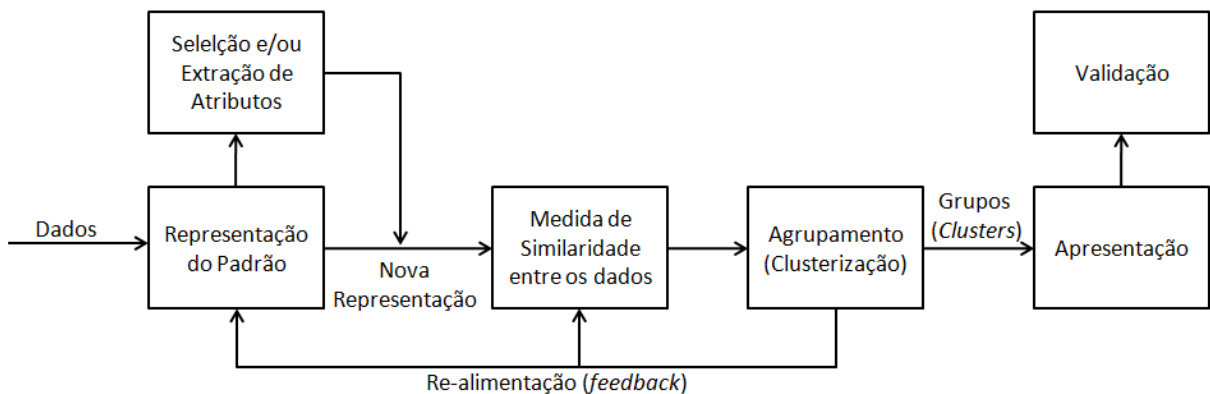 Selelção e/ou
Extração de
Atributos
Validação
Dados
Representação
do Padrão
Nova
Representação
Medida de
Similaridade
entre os dados
Agrupamento
(Clusterização)
Grupos
(Clusters)
Apresentação
Re-alimentação (feedback)